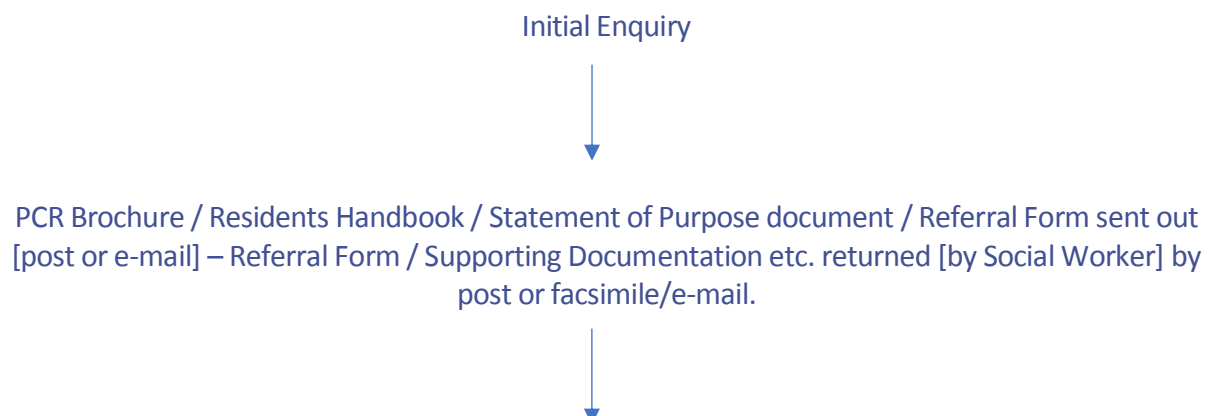 Initial Enquiry
PCR Brochure / Residents Handbook / Statement of Purpose document / Referral Form sent out
[post or e-mail] – Referral Form / Supporting Documentation etc. returned [by Social Worker] by
post or facsimile/e-mail.